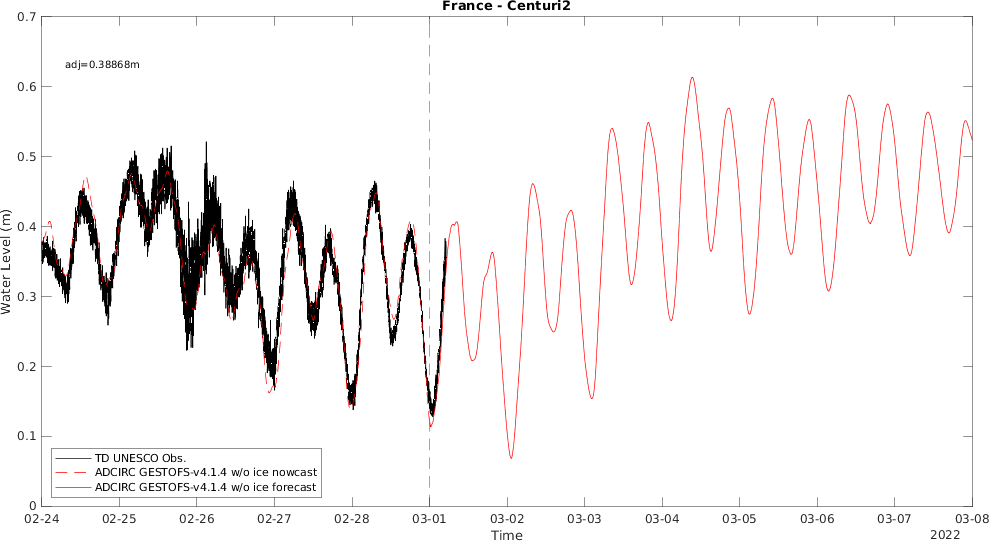 France - Centuri2
0.7
0.6
0.5
0.4
0.3
0.2
0.1
0
Water Level (m)
adj=0.38868m
TD UNESCO Obs.
ADCIRC GESTOFS-v4.1.4 w/o ice nowcast
ADCIRC GESTOFS-v4.1.4 w/o ice forecast
02-24 02-25 02-26 02-27 02-28 03-01 03-02 03-03 03-04 03-05 03-06 03-07 03-08
Time
2022